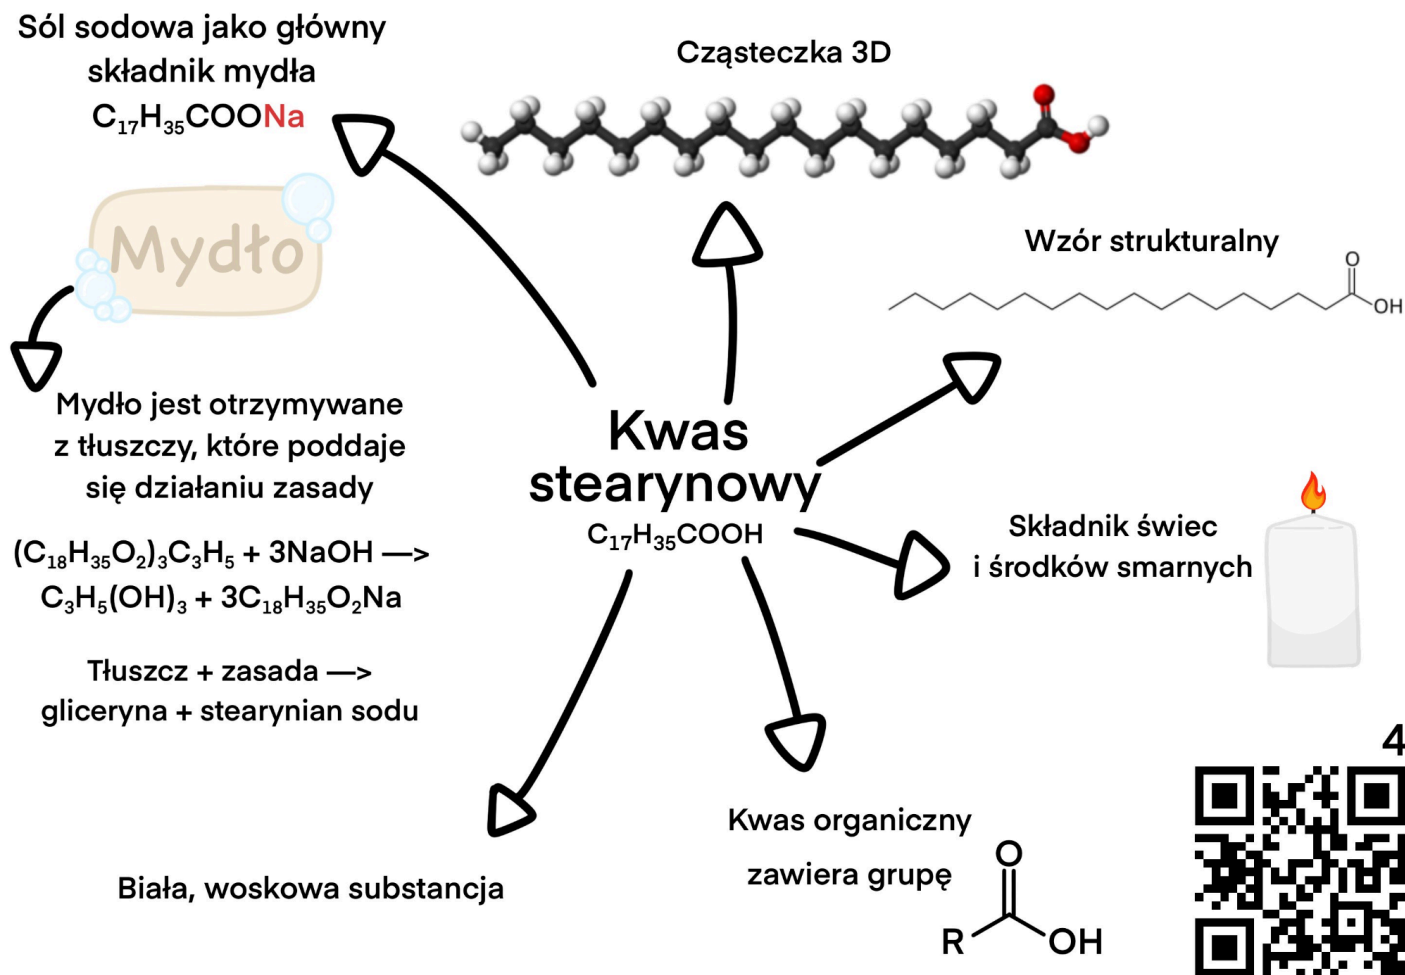 Sól sodowa jako główny
składnik mydła
C₁₇H₃₅COONa
Mydło
Mydło jest otrzymywane
z tłuszczy, które poddaje
się działaniu zasady
(C₁₈H₃₅O₂)₃C₃H₅ + 3NaOH —>
C₃H₅(OH)₃ + 3C₁₈H₃₅O₂Na
Tłuszcz + zasada —>
gliceryna + stearynian sodu
Cząsteczka 3D
Wzór strukturalny
O
OH
Kwas
stearynowy
C₁₇H₃₅COOH
Składnik świec
i środków smarnych
Biała, woskowa substancja
Kwas organiczny
zawiera grupę
O
R OH
4